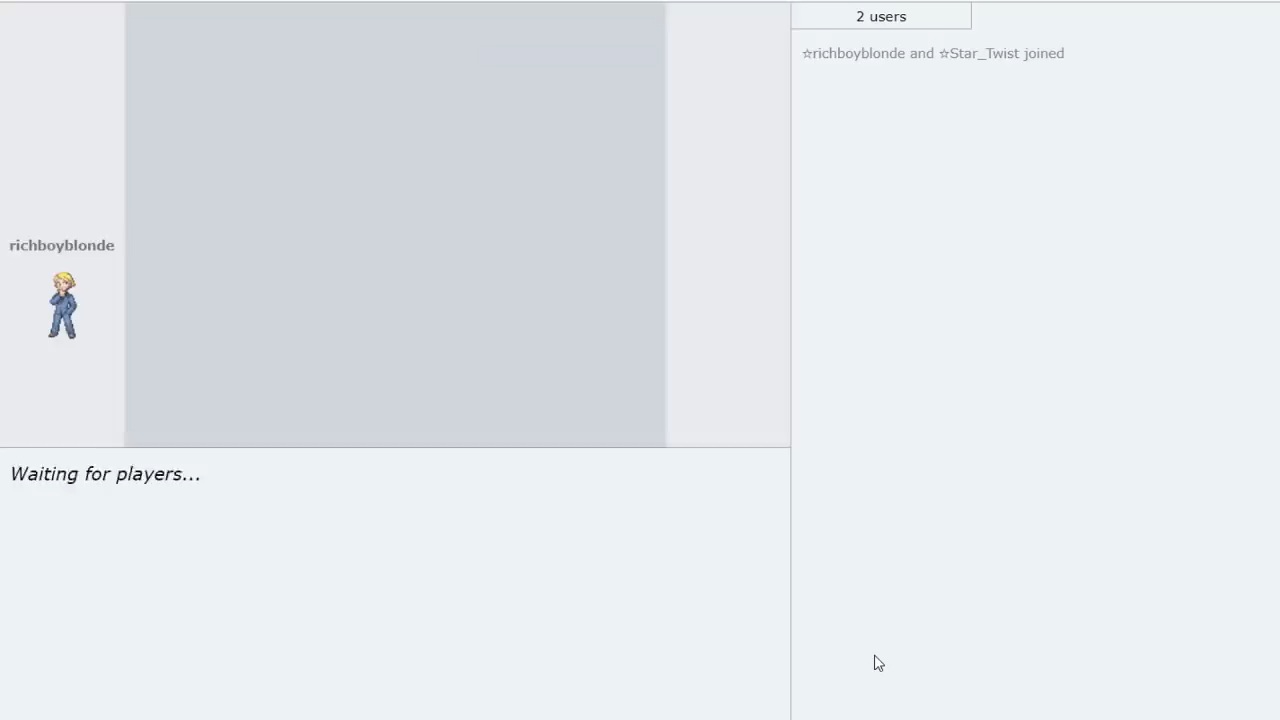 2 users
☆richboyblonde and ☆Star_Twist joined
richboyblonde
Waiting for players...